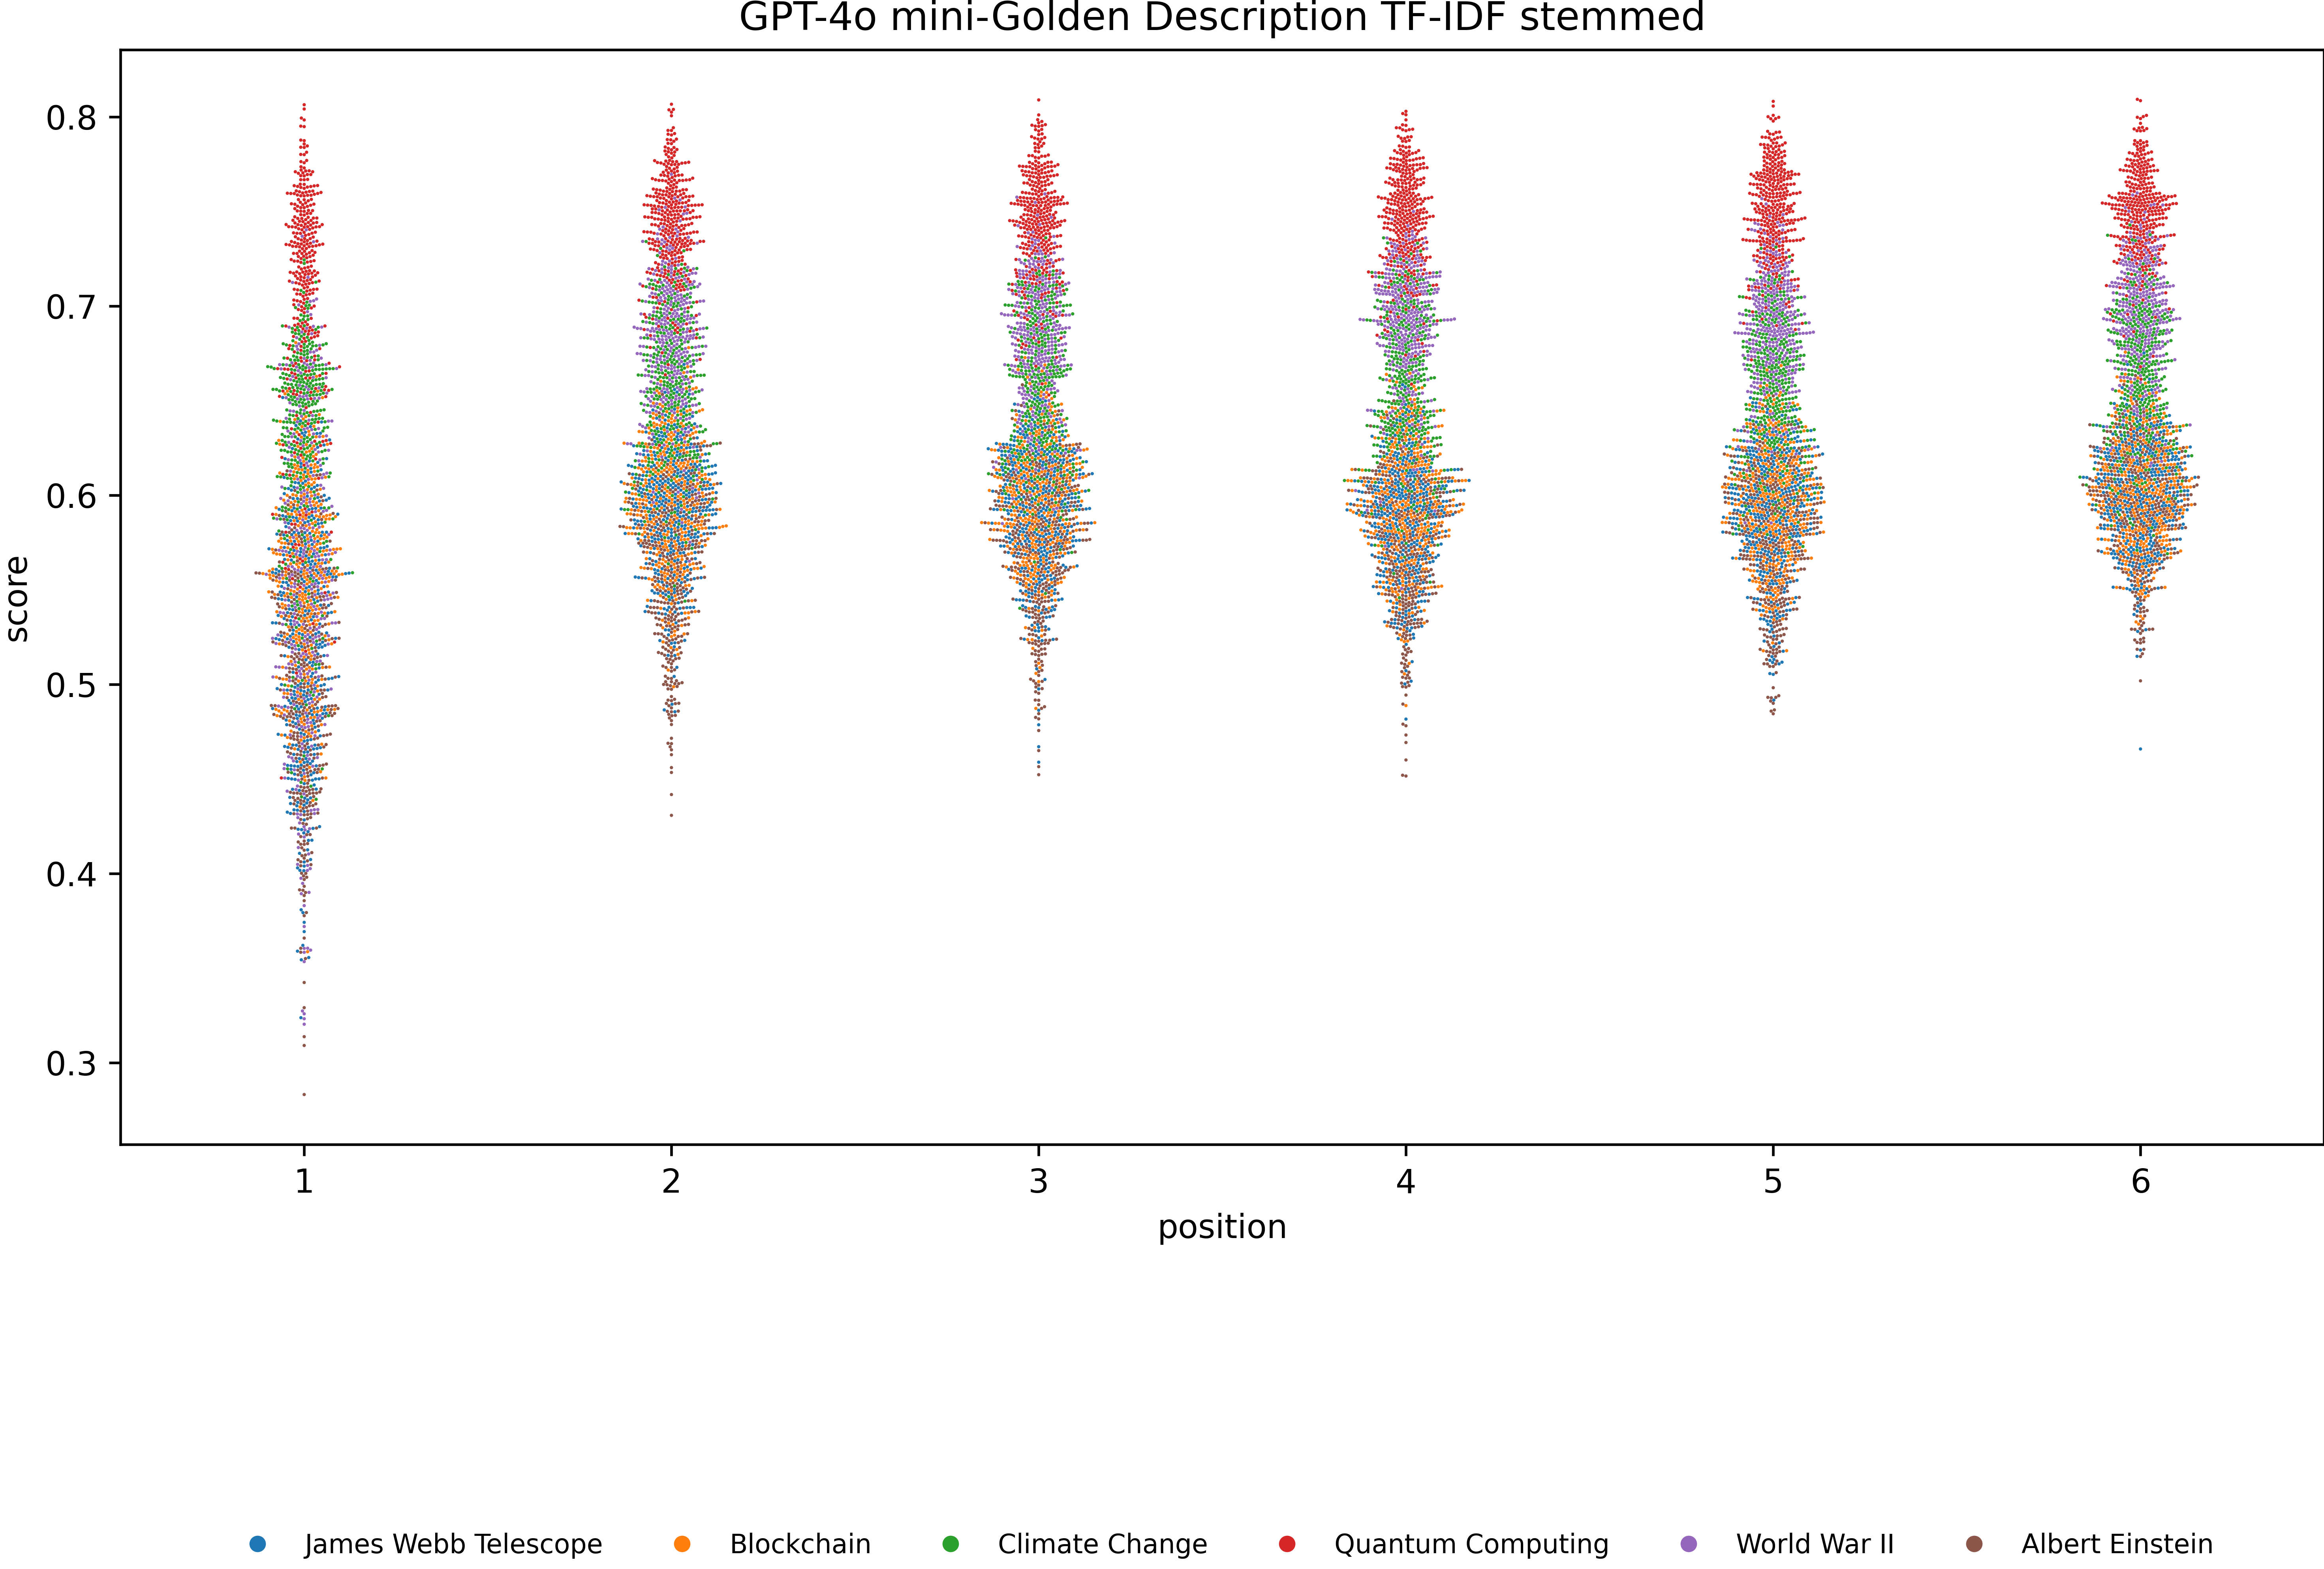 GPT-4o mini-Golden Description TF-IDF stemmed
0.8
0.7
0.6
0.5
0.4
0.3
score
1 2 3 4 5 6
position
James Webb Telescope Blockchain Climate Change Quantum Computing World War II Albert Einstein